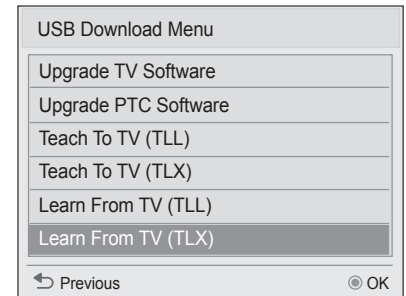 USB Download Menu
Upgrade TV Software
Upgrade PTC Software
Teach To TV (TLL)
Teach To TV (TLX)
Learn From TV (TLL)
Learn From TV (TLX)
Previous OK